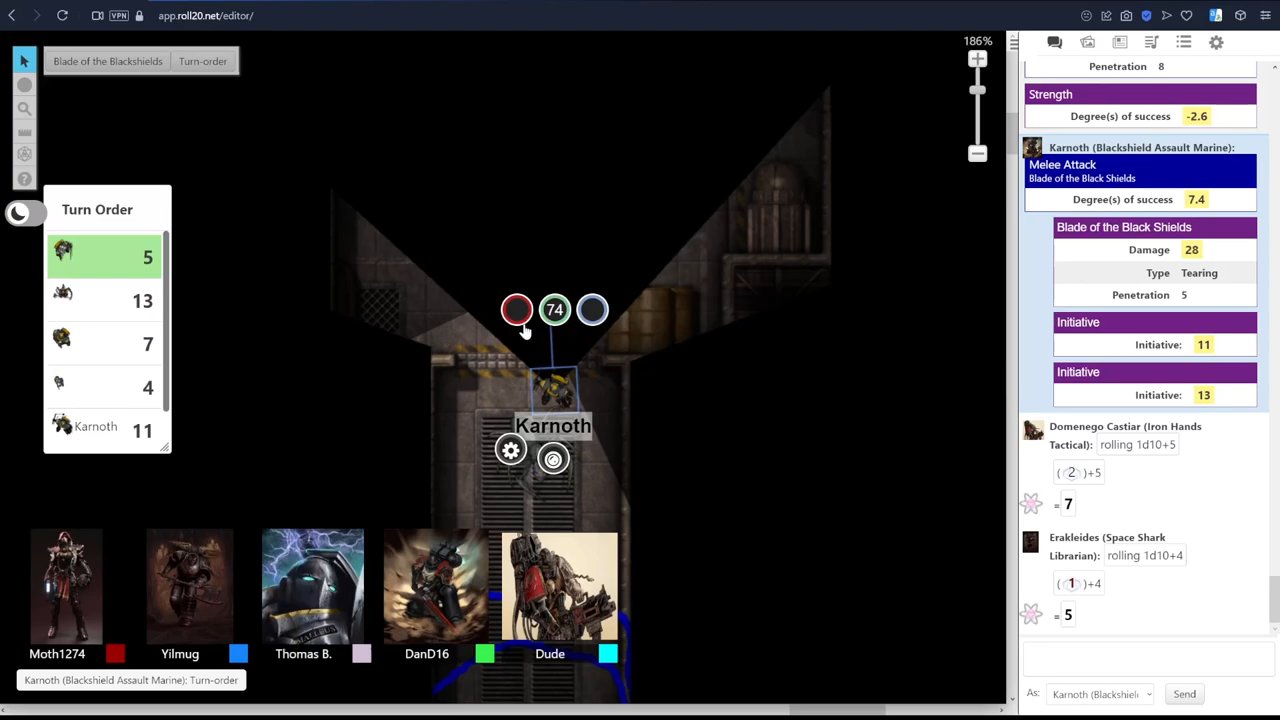 VPN app.roll20.net/editor/
Blade of the Blackshields Turn-order
186%
Turn Order
5
13
7
4
Karnoth 11
74
Karnoth
MALLEUS
Moth1274
Yilmug
Thomas B.
DanD16
Dude
Karnoth (Blackshield Assault Marine): Turn-order
Penetration 8
Strength
Degree(s) of success -2.6
Karnoth (Blackshield Assault Marine):
Melee Attack
Blade of the Black Shields
Degree(s) of success 7.4
Blade of the Black Shields
Damage 28
Type Tearing
Penetration 5
Initiative
Initiative: 11
Initiative
Initiative: 13
Domenego Castiar (Iron Hands
Tactical): rolling 1d10+5
(2)+5
= 7
Erakleides (Space Shark
Librarian): rolling 1d10+4
(1)+4
= 5
As: Karnoth (Blackshiel Send